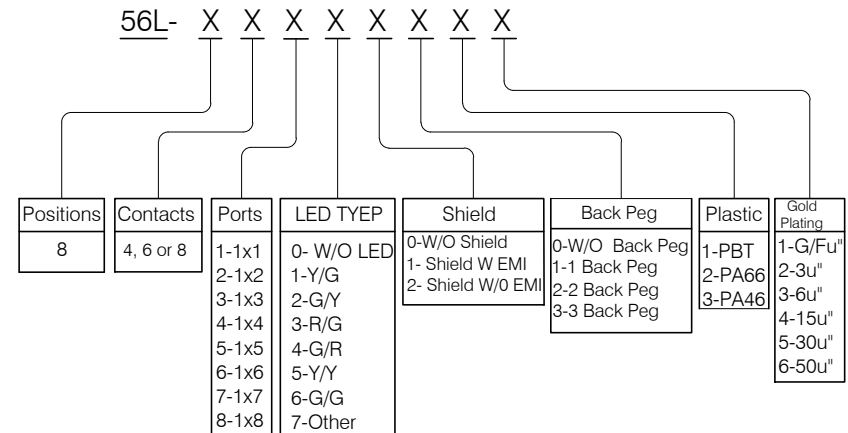 56L- X X X X X X X X
Positions
8
Contacts
4, 6 or 8
Ports
1-1x1
2-1x2
3-1x3
4-1x4
5-1x5
6-1x6
7-1x7
8-1x8
LED TYEP
0- W/O LED
1-Y/G
2-G/Y
3-R/G
4-G/R
5-Y/Y
6-G/G
7-Other
Shield
0-W/O Shield
1- Shield W EMI
2- Shield W/0 EMI
Back Peg
0-W/O Back Peg
1-1 Back Peg
2-2 Back Peg
3-3 Back Peg
Plastic
1-PBT
2-PA66
3-PA46
Gold
Plating
1-G/Fu"
2-3u"
3-6u"
4-15u"
5-30u"
6-50u"